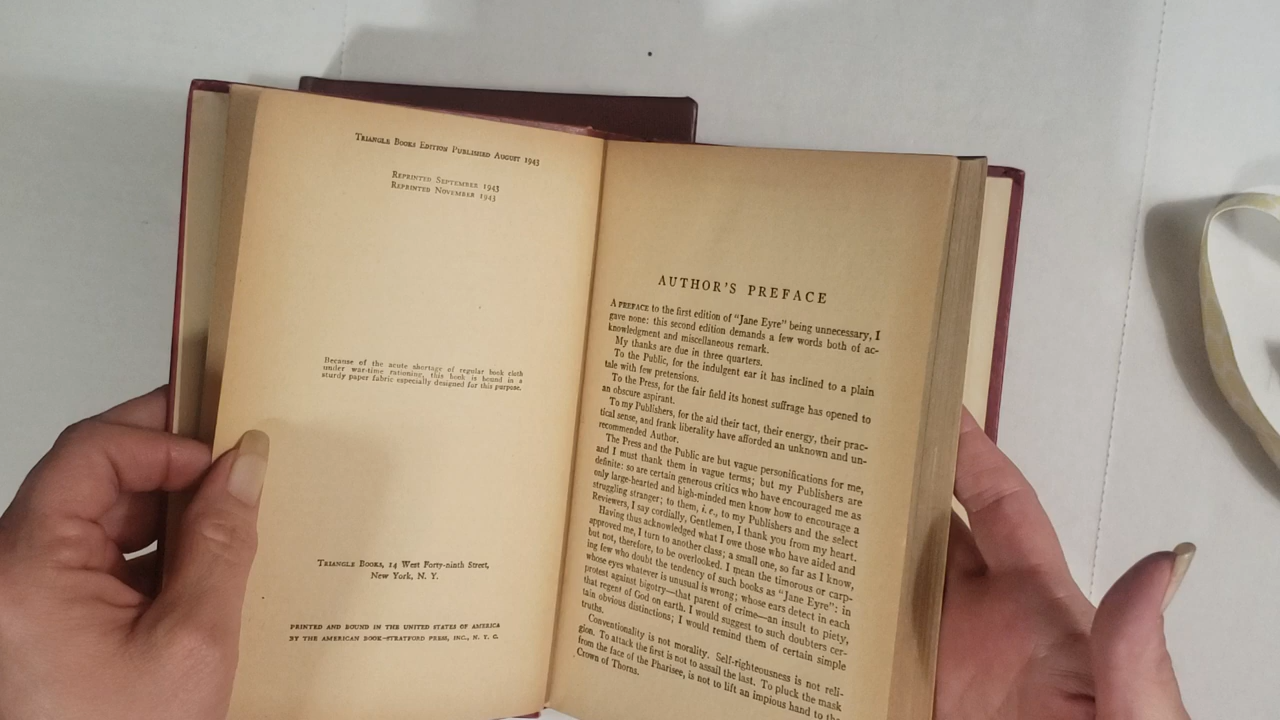 TRIANGLE BOOKS EDITION PUBLISHED AUGUST 1943
REPRINTED SEPTEMBER 1943
REPRINTED NOVEMBER 1943
Because of the acute shortage of regular book cloth
under war-time rationing, this book is bound in a
sturdy paper fabric especially designed for this purpose.
TRIANGLE BOOKS, 14 West Forty-ninth Street,
New York, N. Y.
PRINTED AND BOUND IN THE UNITED STATES OF AMERICA
BY THE AMERICAN BOOK—STRATFORD PRESS, INC., N. Y. C.
AUTHOR'S PREFACE
A PREFACE to the first edition of "Jane Eyre" being unnecessary, I
gave none: this second edition demands a few words both of ac-
knowledgment and miscellaneous remark.
My thanks are due in three quarters.
To the Public, for the indulgent ear it has inclined to a plain
tale with few pretensions.
To the Press, for the fair field its honest suffrage has opened to
an obscure aspirant.
To my Publishers, for the aid their tact, their energy, their prac-
tical sense, and frank liberality have afforded an unknown and un-
recommended Author.
The Press and the Public are but vague personifications for me,
and I must thank them in vague terms; but my Publishers are
definite: so are certain generous critics who have encouraged me as
only large-hearted and high-minded men know how to encourage a
struggling stranger; to them, i. e., to my Publishers and the select
Reviewers, I say cordially, Gentlemen, I thank you from my heart.
Having thus acknowledged what I owe those who have aided and
approved me, I turn to another class; a small one, so far as I know,
but not, therefore, to be overlooked. I mean the timorous or carp-
ing few who doubt the tendency of such books as "Jane Eyre": in
whose eyes whatever is unusual is wrong; whose ears detect in each
protest against bigotry—that parent of crime—an insult to piety,
that regent of God on earth. I would suggest to such doubters cer-
tain obvious distinctions; I would remind them of certain simple
truths.
Conventionality is not morality. Self-righteousness is not reli-
gion. To attack the first is not to assail the last. To pluck the mask
from the face of the Pharisee, is not to lift an impious hand to the
Crown of Thorns.